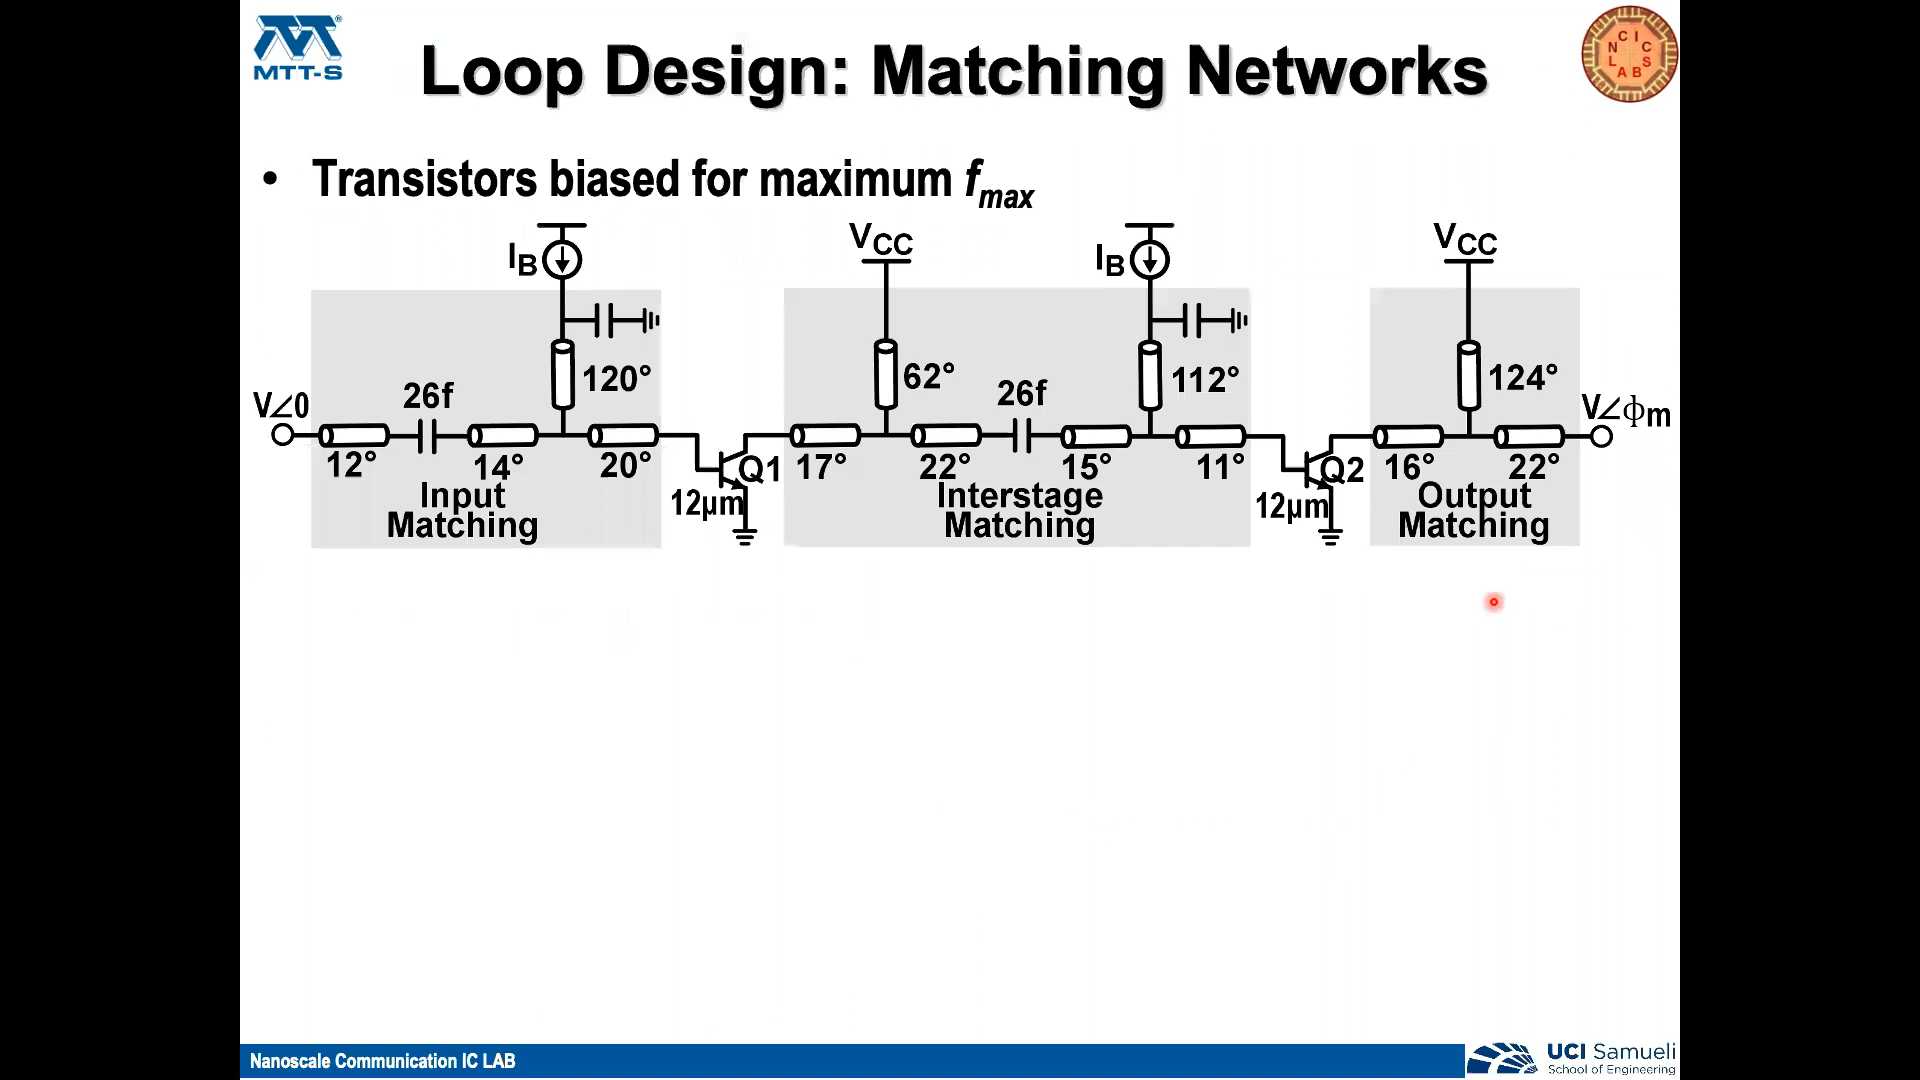 MTT-S
Loop Design: Matching Networks
CIC
N S
LABS
• Transistors biased for maximum fmax
IB
VCC
IB
VCC
120°
62°
112°
124°
V∠0
26f
26f
V∠ϕm
12°
14°
20°
Q1
17°
22°
15°
11°
Q2
16°
22°
12µm
12µm
Input
Matching
Interstage
Matching
Output
Matching
Nanoscale Communication IC LAB
UCI Samueli
School of Engineering